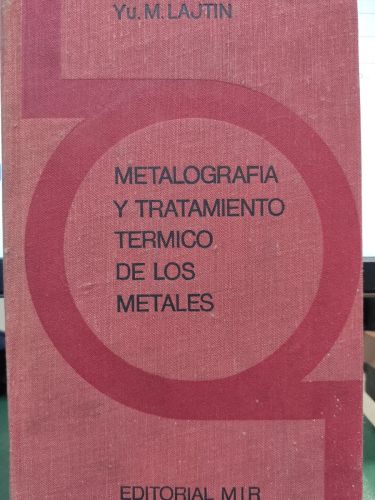 Yu. M. LAJTIN
METALOGRAFIA
Y TRATAMIENTO
TERMICO
DE LOS
METALES
EDITORIAL MIR